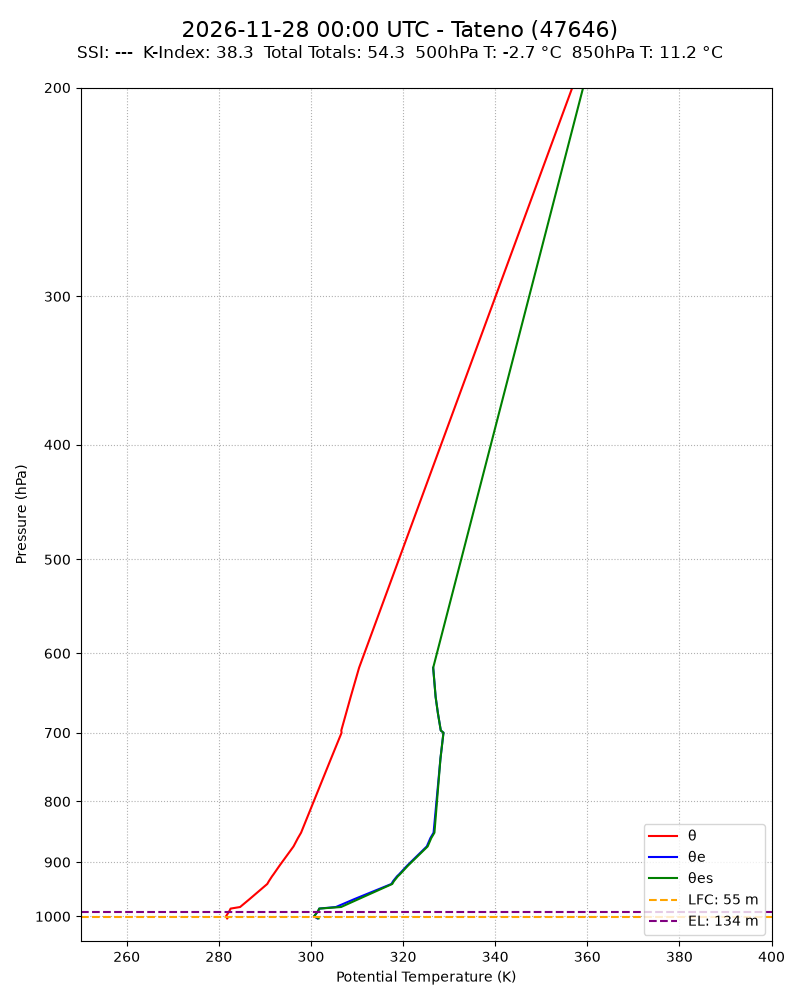 2026-11-28 00:00 UTC - Tateno (47646)
SSI: --- K-Index: 38.3 Total Totals: 54.3 500hPa T: -2.7 °C 850hPa T: 11.2 °C
200
300
400
500
600
700
800
900
1000
Pressure (hPa)
θ
θe
θes
LFC: 55 m
EL: 134 m
260 280 300 320 340 360 380 400
Potential Temperature (K)